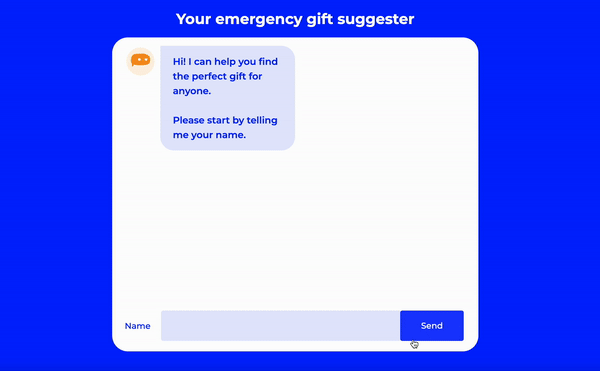 Your emergency gift suggester
Hi! I can help you find
the perfect gift for
anyone.
Please start by telling
me your name.
Name
Send